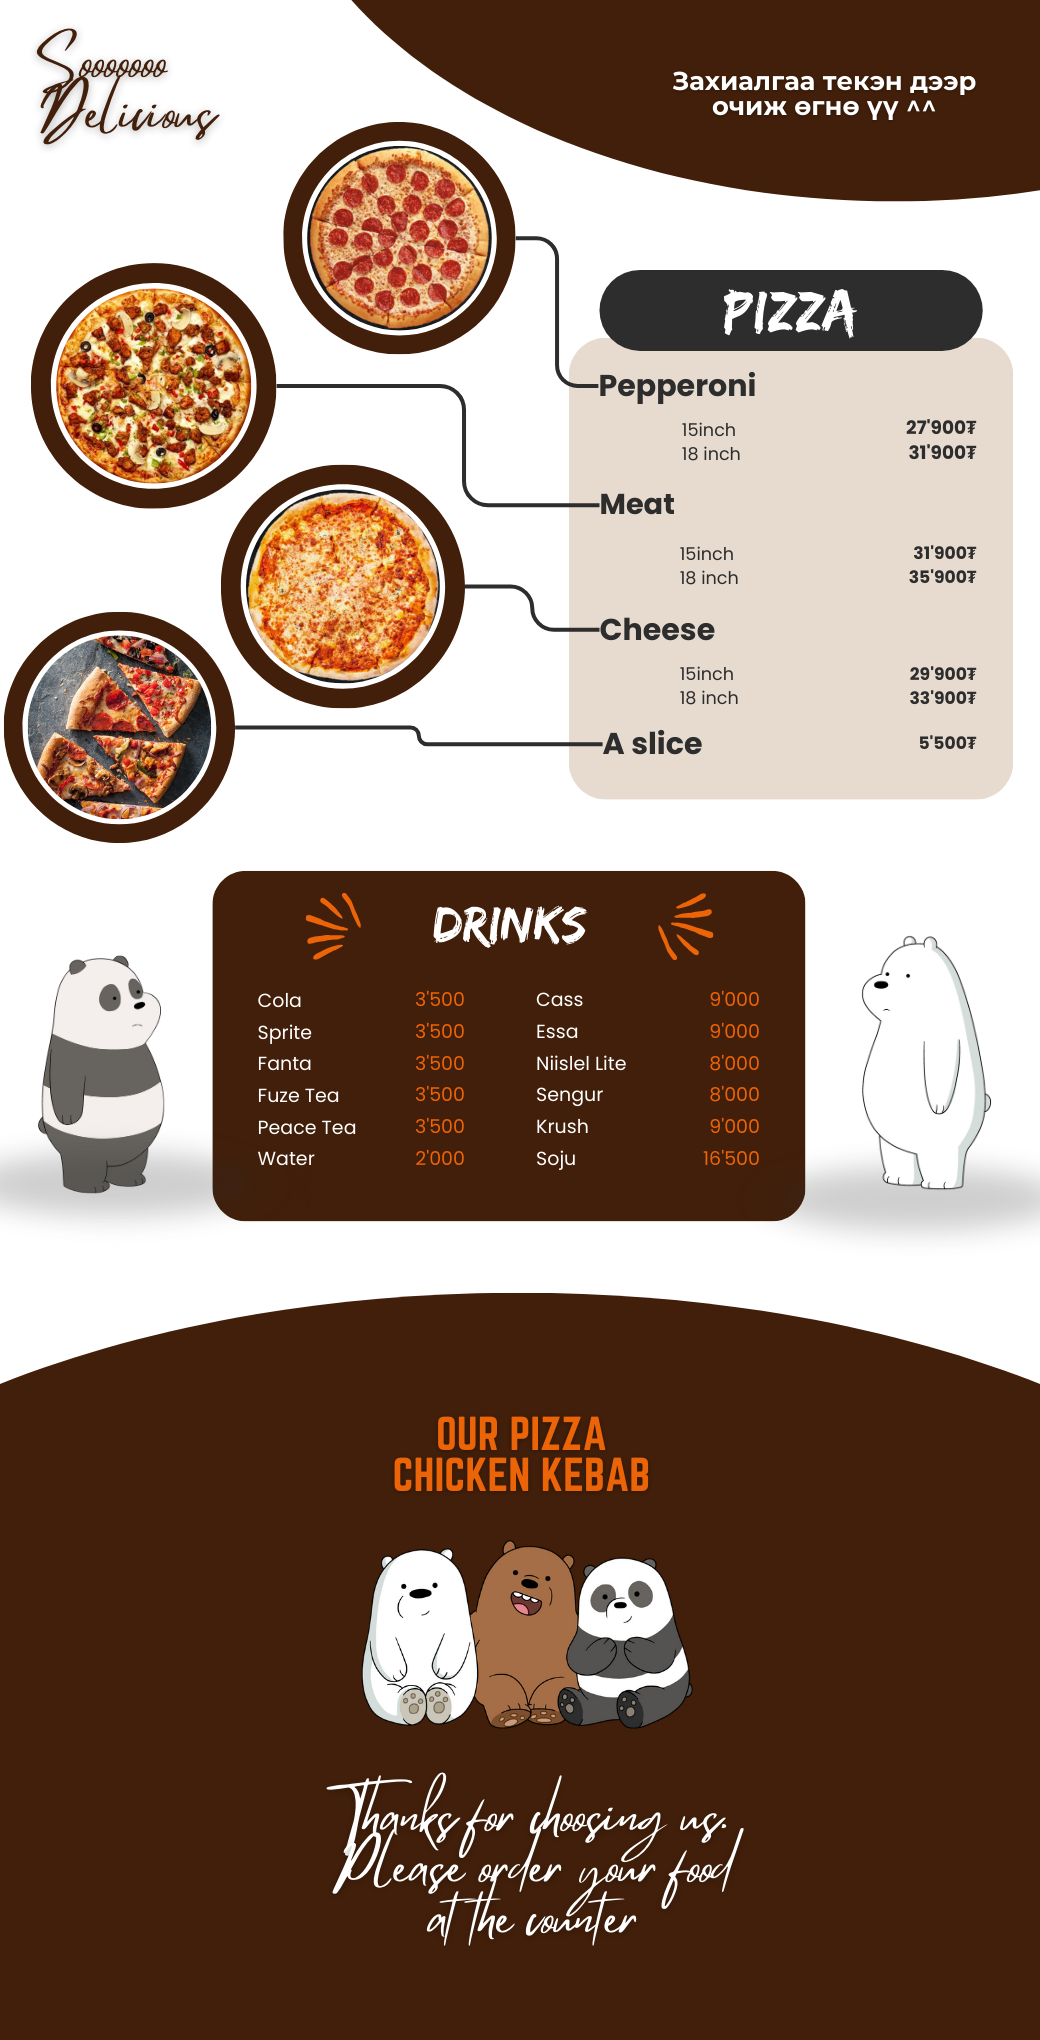 Sooooooo
Delicious
Захиалгаа текэн дээр
очиж өгнө үү ^^
PIZZA
Pepperoni
15inch 27'900₮
18 inch 31'900₮
Meat
15inch 31'900₮
18 inch 35'900₮
Cheese
15inch 29'900₮
18 inch 33'900₮
A slice 5'500₮
DRINKS
Cola 3'500
Sprite 3'500
Fanta 3'500
Fuze Tea 3'500
Peace Tea 3'500
Water 2'000
Cass 9'000
Essa 9'000
Niislel Lite 8'000
Sengur 8'000
Krush 9'000
Soju 16'500
OUR PIZZA
CHICKEN KEBAB
Thanks for choosing us.
Please order your food
at the counter